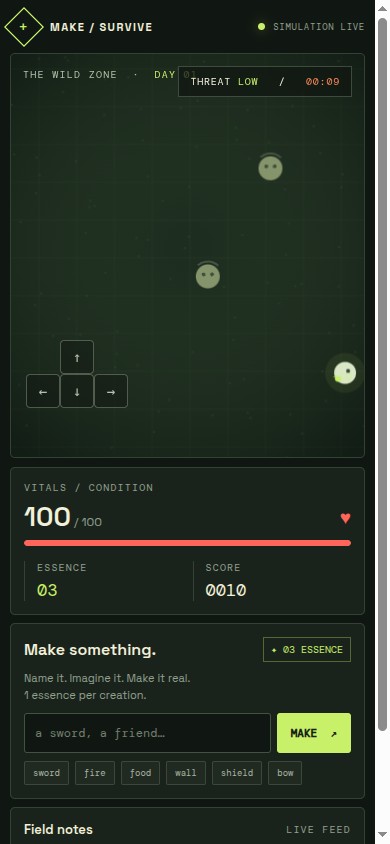 + MAKE / SURVIVE
SIMULATION LIVE
THE WILD ZONE · DAY
THREAT LOW / 00:09
↑
← ↓ →
VITALS / CONDITION
100 / 100 ♥
ESSENCE SCORE
03 0010
Make something. ✦ 03 ESSENCE
Name it. Imagine it. Make it real.
1 essence per creation.
a sword, a friend… MAKE ↗
sword fire food wall shield bow
Field notes LIVE FEED